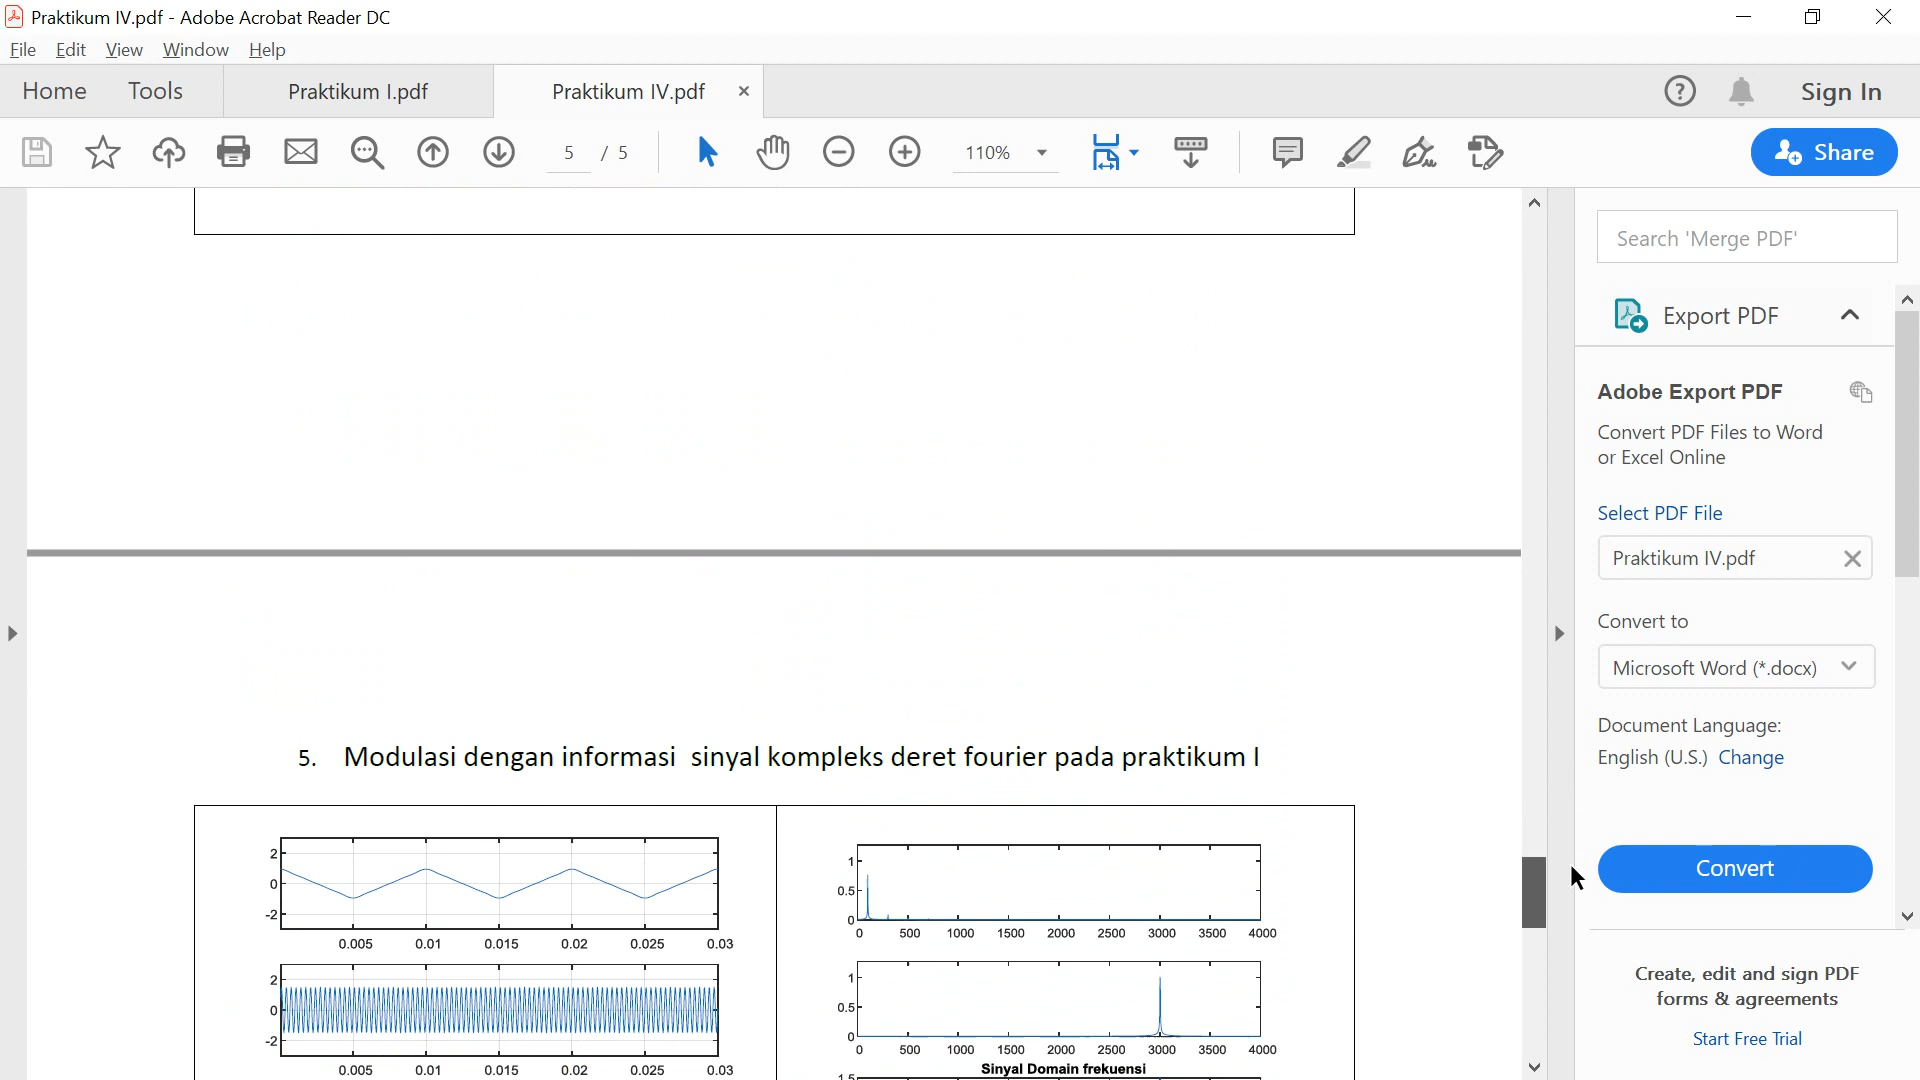 Praktikum IV.pdf - Adobe Acrobat Reader DC
File Edit View Window Help
Home Tools Praktikum I.pdf Praktikum IV.pdf × Sign In
5 / 5 110% Share
Search 'Merge PDF'
Export PDF
Adobe Export PDF
Convert PDF Files to Word
or Excel Online
Select PDF File
Praktikum IV.pdf
Convert to
Microsoft Word (*.docx)
Document Language:
English (U.S.) Change
Convert
Create, edit and sign PDF
forms & agreements
Start Free Trial
5. Modulasi dengan informasi sinyal kompleks deret fourier pada praktikum I
2
0
-2
0.005 0.01 0.015 0.02 0.025 0.03
2
0
-2
0.005 0.01 0.015 0.02 0.025 0.03
1
0.5
0
0 500 1000 1500 2000 2500 3000 3500 4000
1
0.5
0
0 500 1000 1500 2000 2500 3000 3500 4000
Sinyal Domain frekuensi
1.5